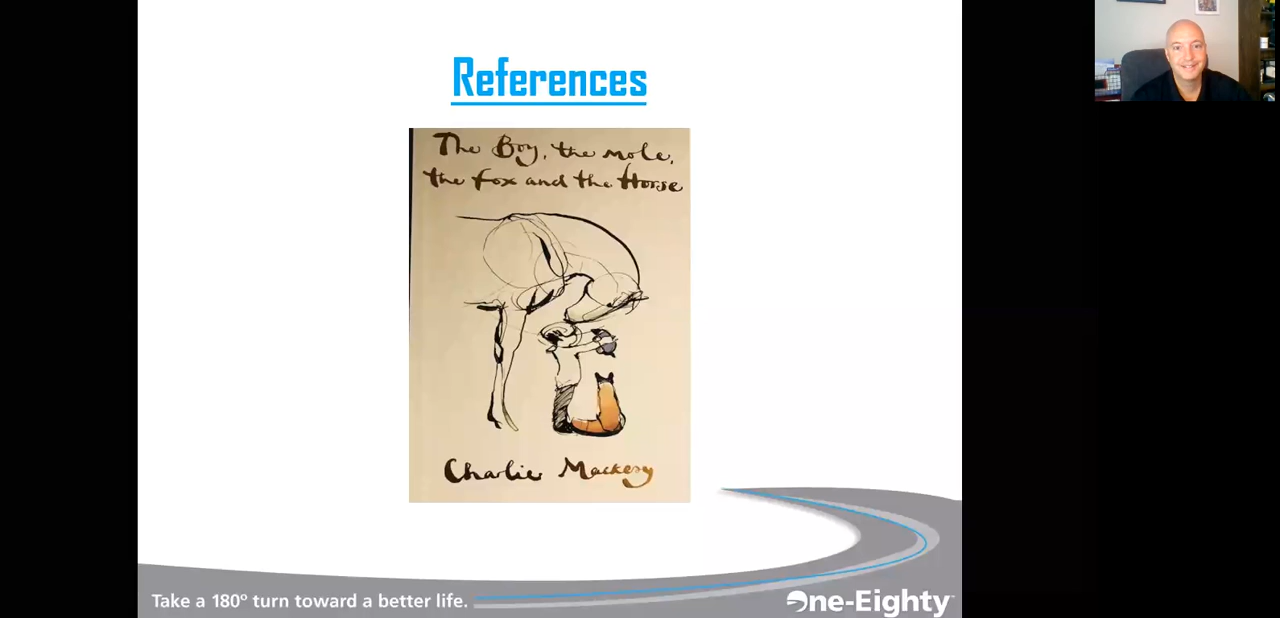 References
The Boy, the mole,
the fox and the Horse
Charlie Mackesy
Take a 180° turn toward a better life.
One-Eighty